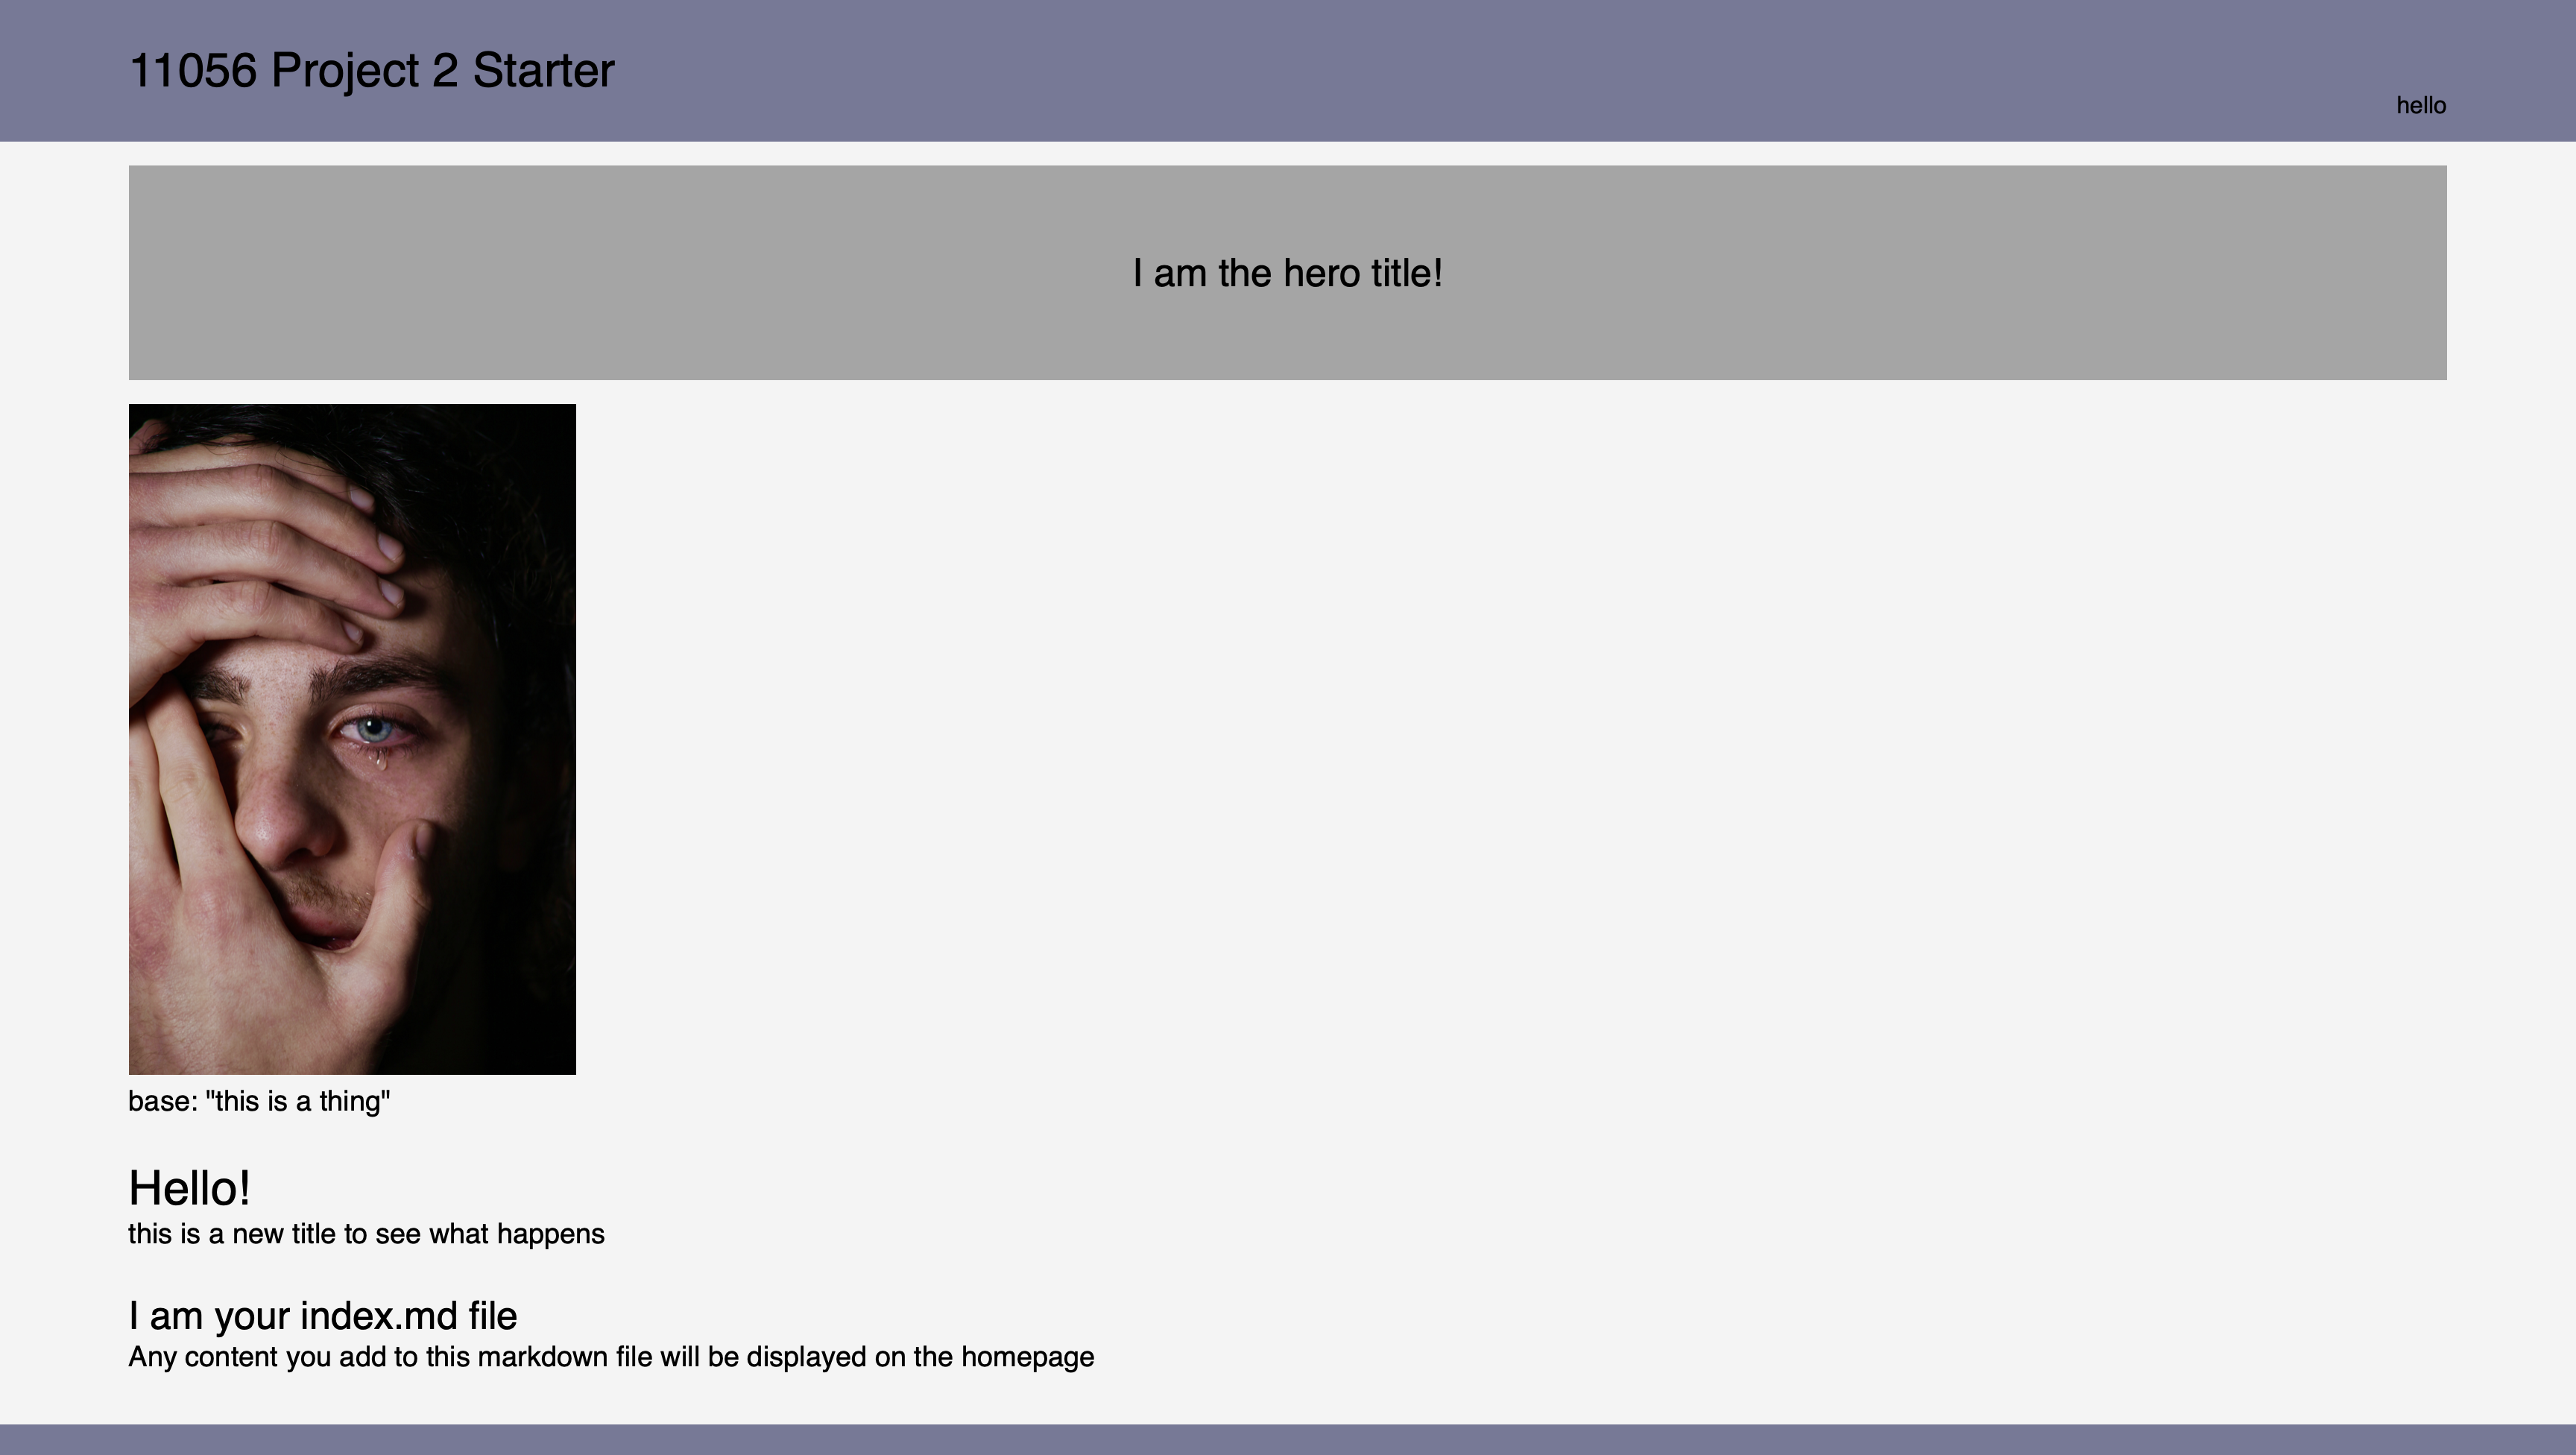 11056 Project 2 Starter
hello
I am the hero title!
base: "this is a thing"
Hello!
this is a new title to see what happens
I am your index.md file
Any content you add to this markdown file will be displayed on the homepage